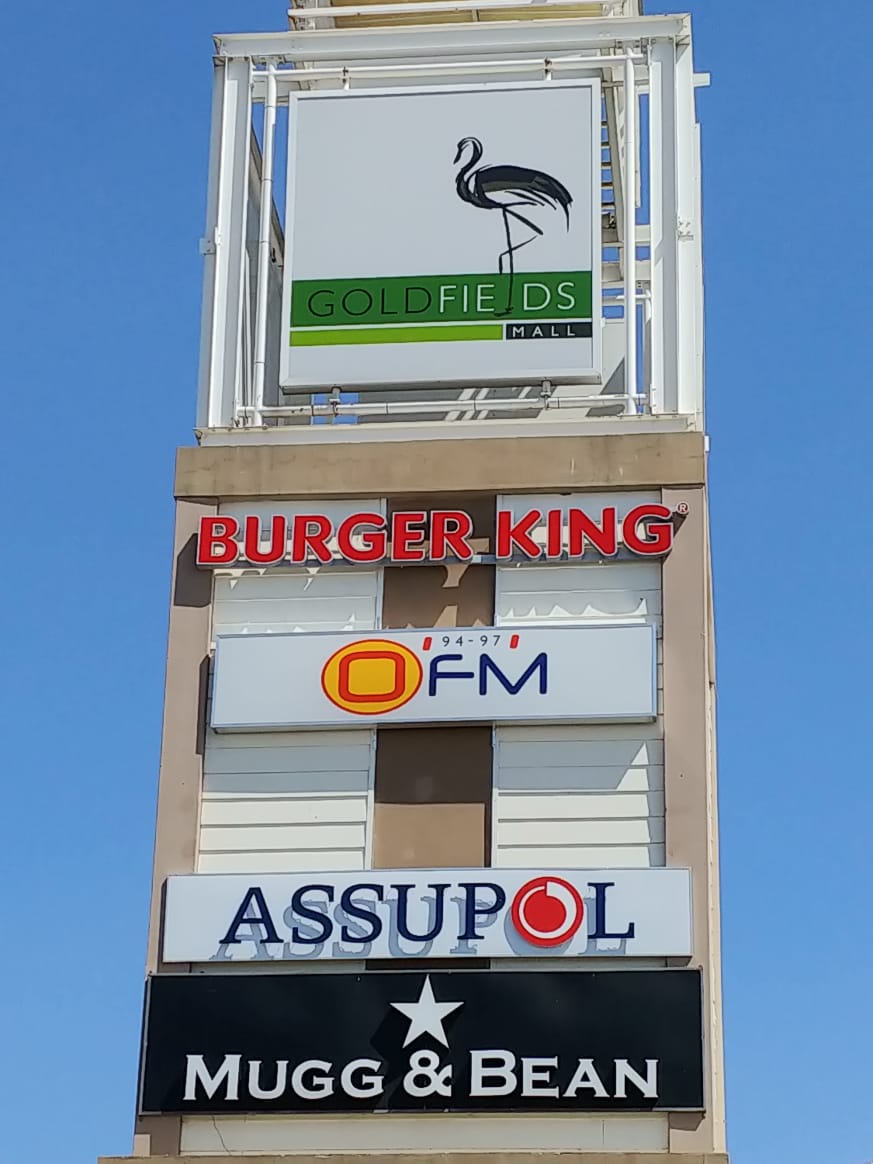 GOLDFIELDS
MALL
BURGER KING®
94-97
OFM
ASSUPOL
MUGG & BEAN